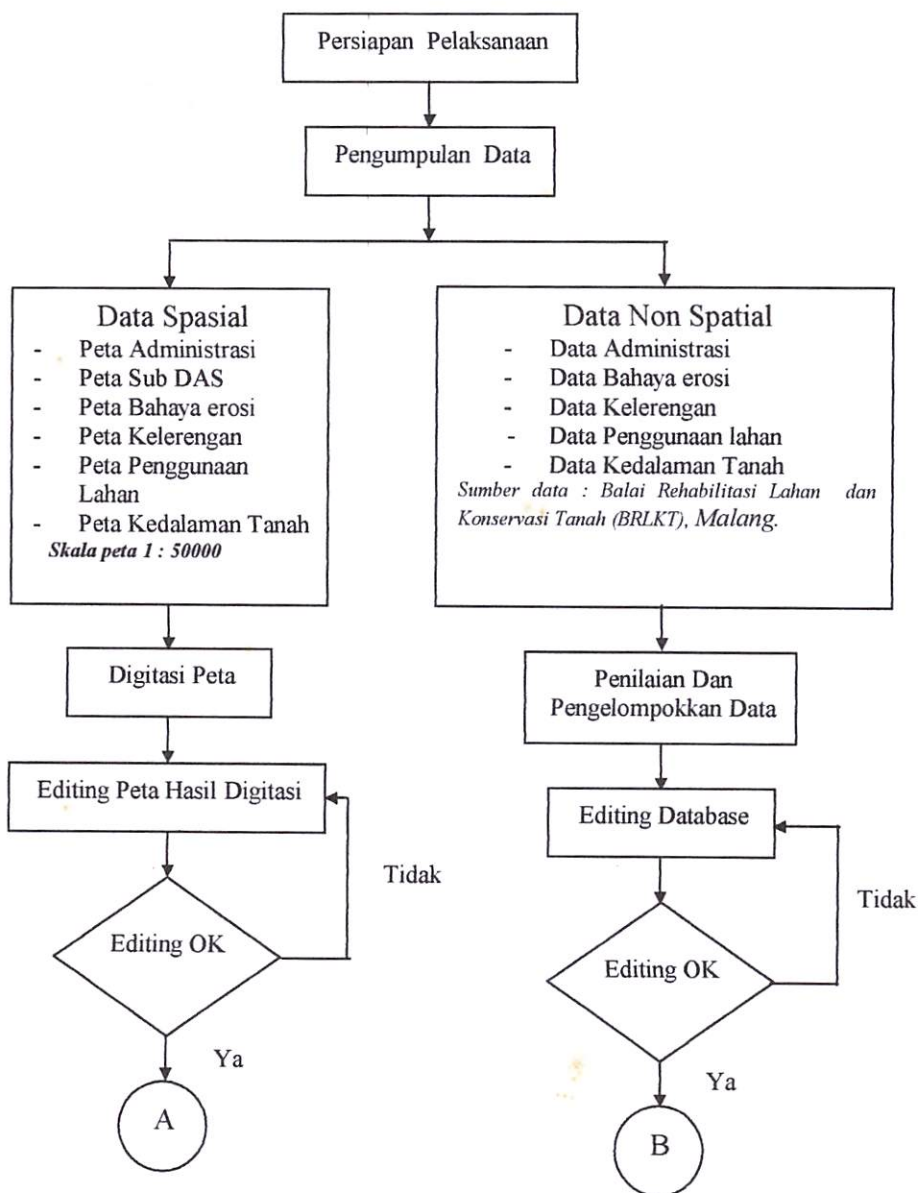 Persiapan Pelaksanaan
Pengumpulan Data
Data Spasial
- Peta Administrasi
- Peta Sub DAS
- Peta Bahaya erosi
- Peta Kelerengan
- Peta Penggunaan
Lahan
- Peta Kedalaman Tanah
Skala peta 1 : 50000
Data Non Spatial
- Data Administrasi
- Data Bahaya erosi
- Data Kelerengan
- Data Penggunaan lahan
- Data Kedalaman Tanah
Sumber data : Balai Rehabilitasi Lahan dan
Konservasi Tanah (BRLKT), Malang.
Digitasi Peta
Editing Peta Hasil Digitasi
Tidak
Editing OK
Ya
A
Penilaian Dan
Pengelompokkan Data
Editing Database
Tidak
Editing OK
Ya
B